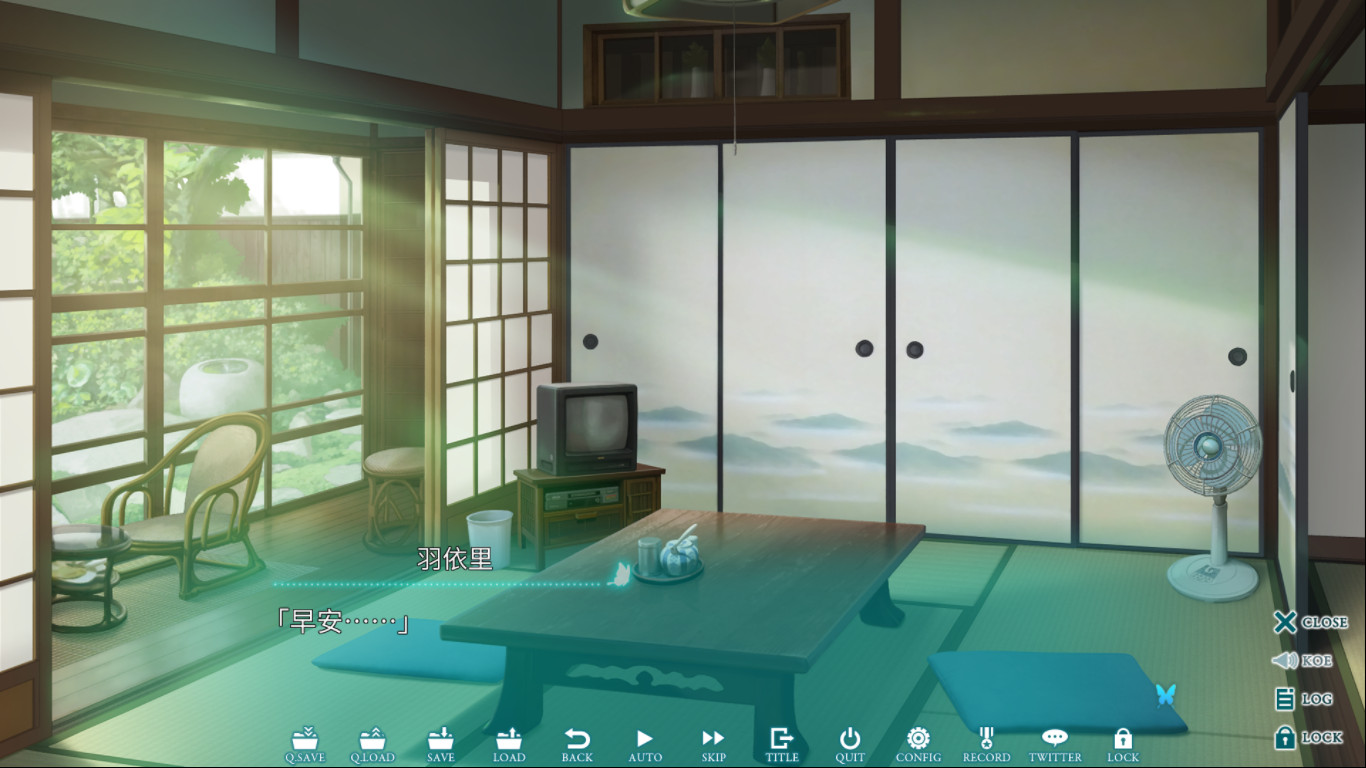 羽依里
「早安……」
CLOSE
KOE
LOG
LOCK
Q.SAVE Q.LOAD SAVE LOAD BACK AUTO SKIP TITLE QUIT CONFIG RECORD TWITTER LOCK